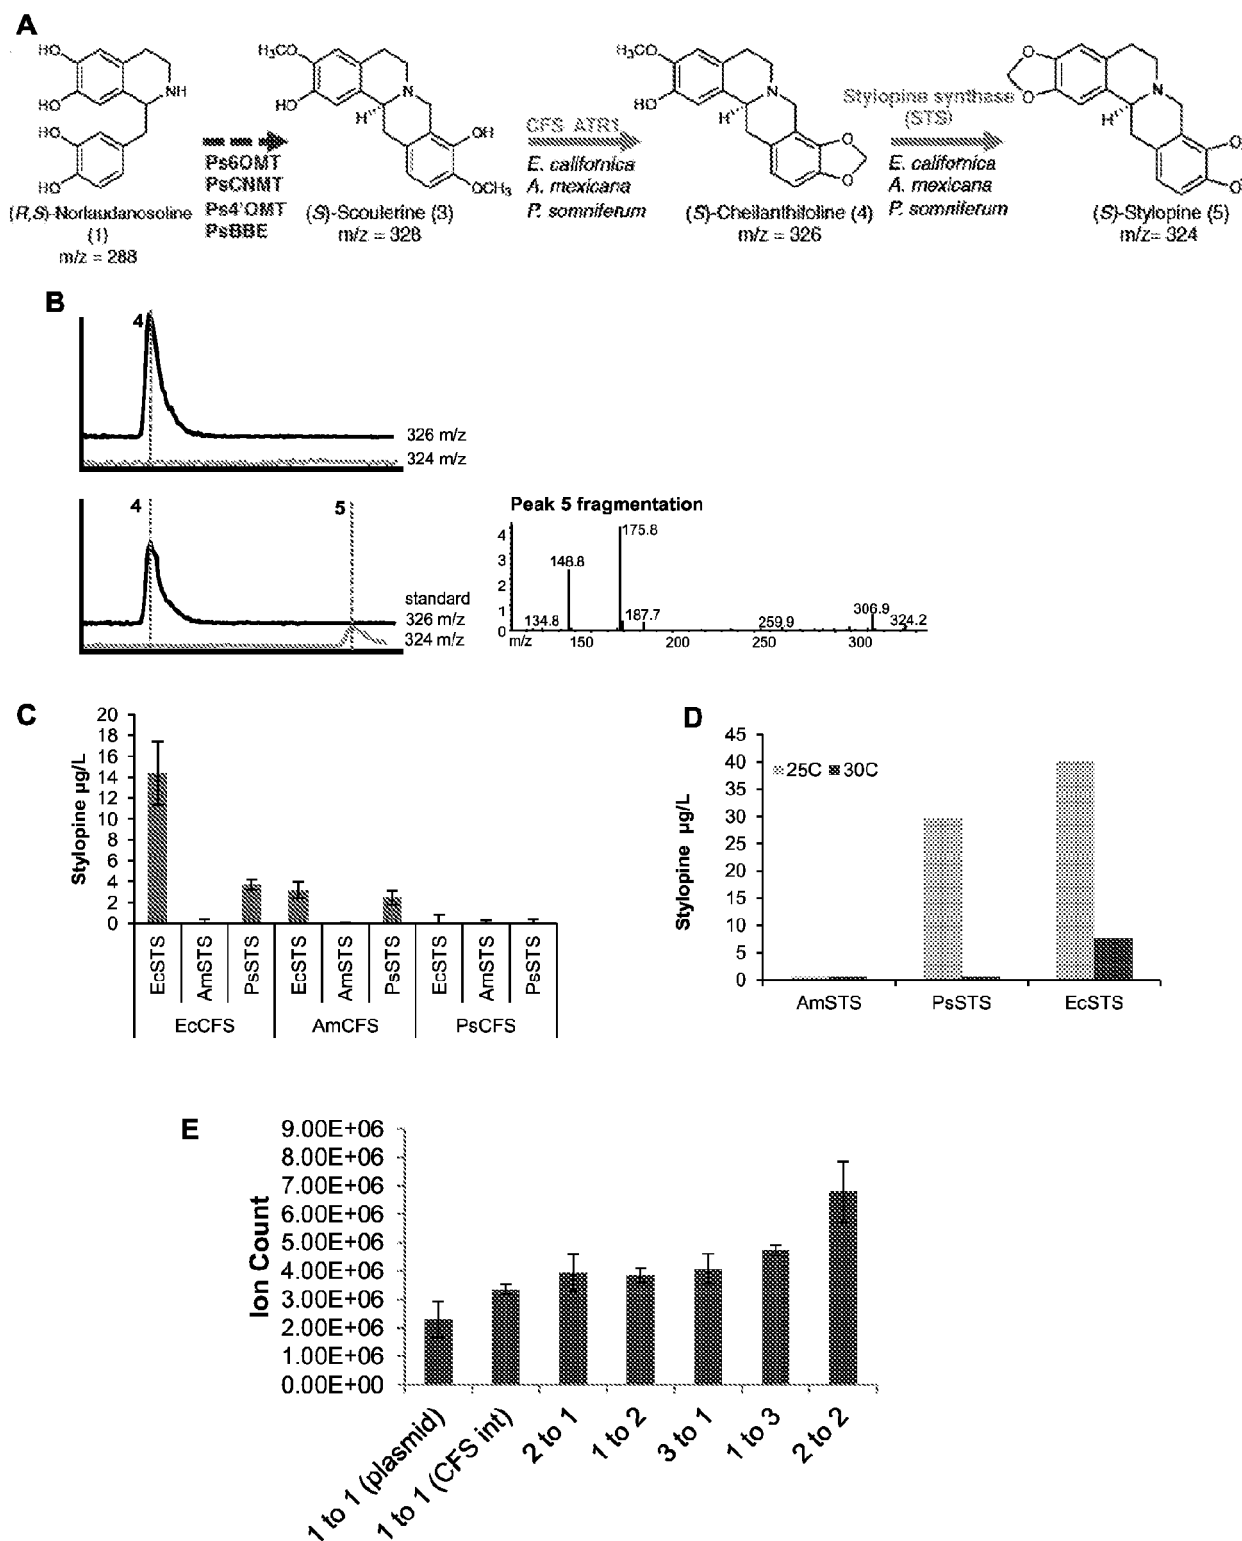 A
HO
HO
HO
HO
NH
(R,S)-Norlaudanosoline
(1)
m/z = 288
Ps6OMT
PsCNMT
Ps4'OMT
PsBBE
H₃CO
HO
N
H
OH
OCH₃
(S)-Scoulerine (3)
m/z = 328
CFS ATR1
E. californica
A. mexicana
P. somniferum
H₃CO
HO
N
H
O
O
(S)-Cheilanthifoline (4)
m/z = 326
Stylopine synthase
(STS)
E. californica
A. mexicana
P. somniferum
O
O
N
H
O
O
(S)-Stylopine (5)
m/z= 324
B
4
326 m/z
324 m/z
4
5
standard
326 m/z
324 m/z
Peak 5 fragmentation
4
3
2
1
0
134.8
148.8
175.8
187.7
259.9
306.9
324.2
m/z
150
200
250
300
C
Stylopine µg/L
20
18
16
14
12
10
8
6
4
2
0
EcSTS
AmSTS
PsSTS
EcSTS
AmSTS
PsSTS
EcSTS
AmSTS
PsSTS
EcCFS
AmCFS
PsCFS
D
Stylopine µg/L
45
40
35
30
25
20
15
10
5
0
25C
30C
AmSTS
PsSTS
EcSTS
E
Ion Count
9.00E+06
8.00E+06
7.00E+06
6.00E+06
5.00E+06
4.00E+06
3.00E+06
2.00E+06
1.00E+06
0.00E+00
1 to 1 (plasmid)
1 to 1 (CFS int)
2 to 1
1 to 2
3 to 1
1 to 3
2 to 2